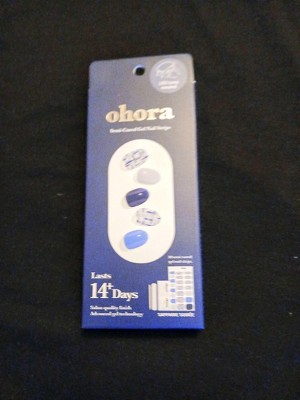 ohora
Semi-Cured Gel Nail Strips
Lasts
14+ Days
Salon quality finish
Advanced gel technology